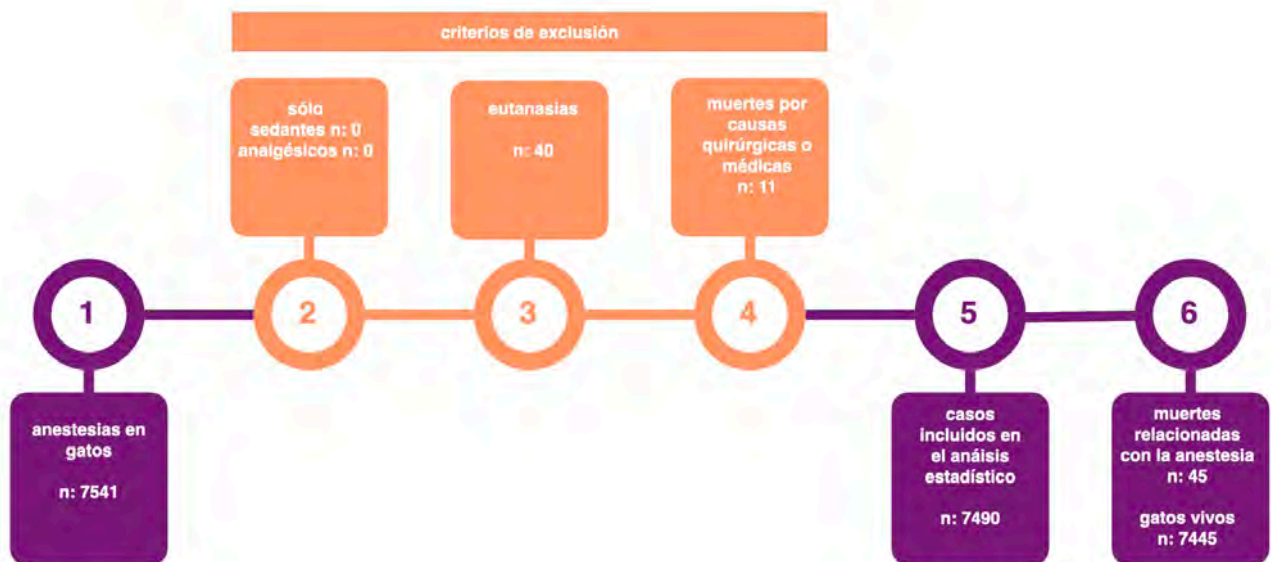 criterios de exclusión
sólo
sedantes n: 0
analgésicos n: 0
eutanasias
n: 40
muertes por
causas
quirúrgicas o
médicas
n: 11
1
2
3
4
5
6
anestesias en
gatos
n: 7541
casos
incluidos en
el anáisis
estadístico
n: 7490
muertes
relacionadas
con la anestesia
n: 45
gatos vivos
n: 7445